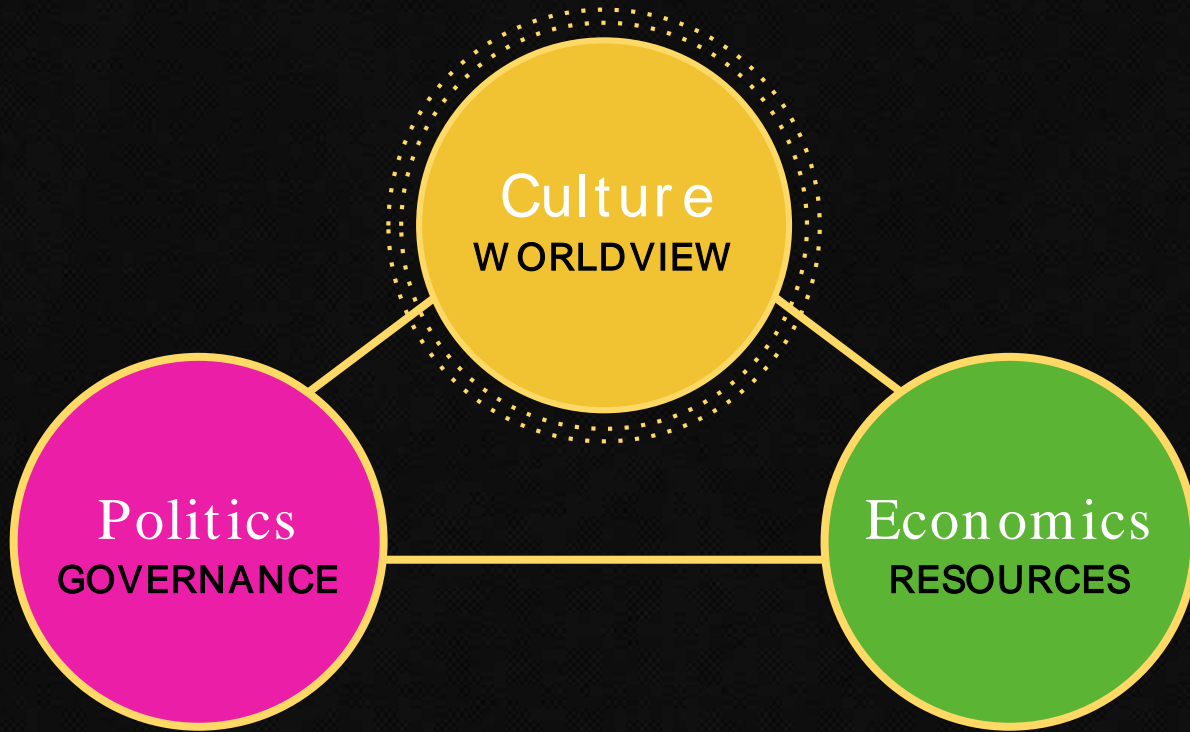 Culture
WORLDVIEW
Politics
GOVERNANCE
Economics
RESOURCES